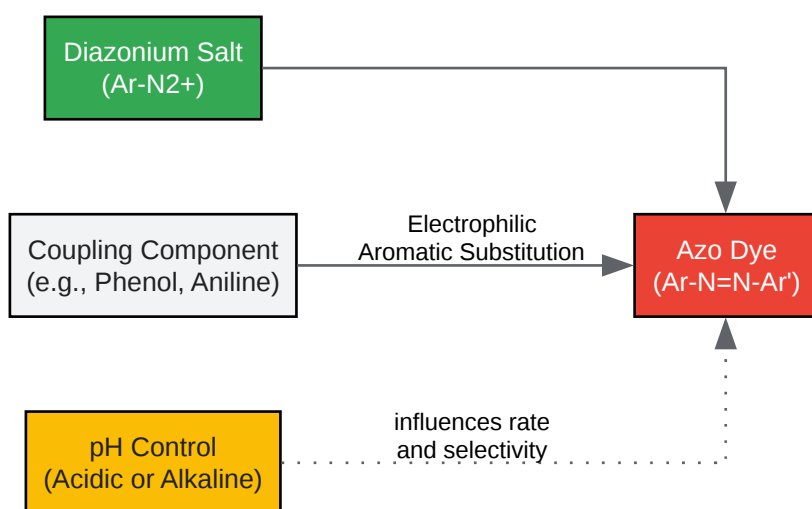 Diazonium Salt
(Ar-N2+)
Coupling Component
(e.g., Phenol, Aniline)
Electrophilic
Aromatic Substitution
Azo Dye
(Ar-N=N-Ar')
pH Control
(Acidic or Alkaline)
influences rate
and selectivity